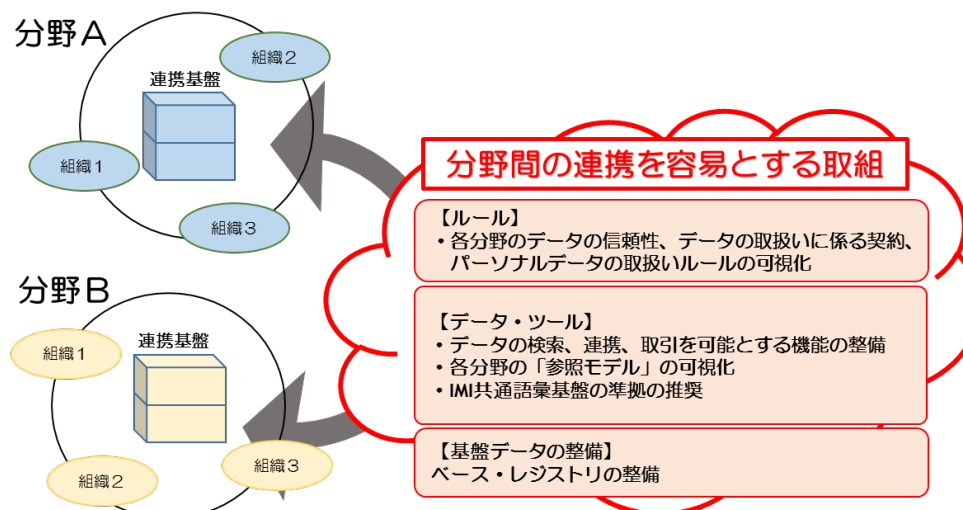 分野A
組織2
連携基盤
組織1
組織3
分野B
組織1
連携基盤
組織3
組織2
分野間の連携を容易とする取組
【ルール】
・各分野のデータの信頼性、データの取扱いに係る契約、
パーソナルデータの取扱いルールの可視化
【データ・ツール】
・データの検索、連携、取引を可能とする機能の整備
・各分野の「参照モデル」の可視化
・IMI共通語彙基盤の準拠の推奨
【基盤データの整備】
ベース・レジストリの整備